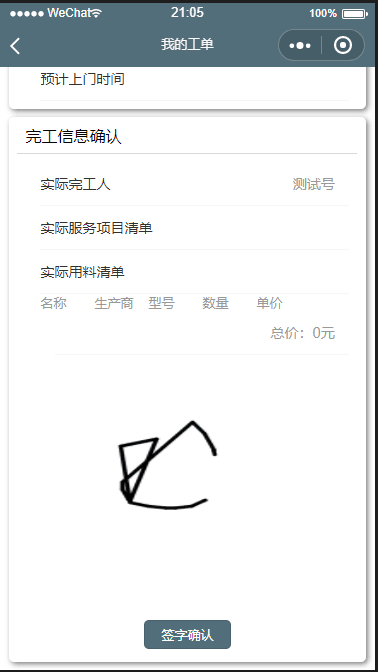 WeChat 21:05 100%
我的工单
预计上门时间
完工信息确认
实际完工人 测试号
实际服务项目清单
实际用料清单
名称 生产商 型号 数量 单价
总价：0元
签字确认